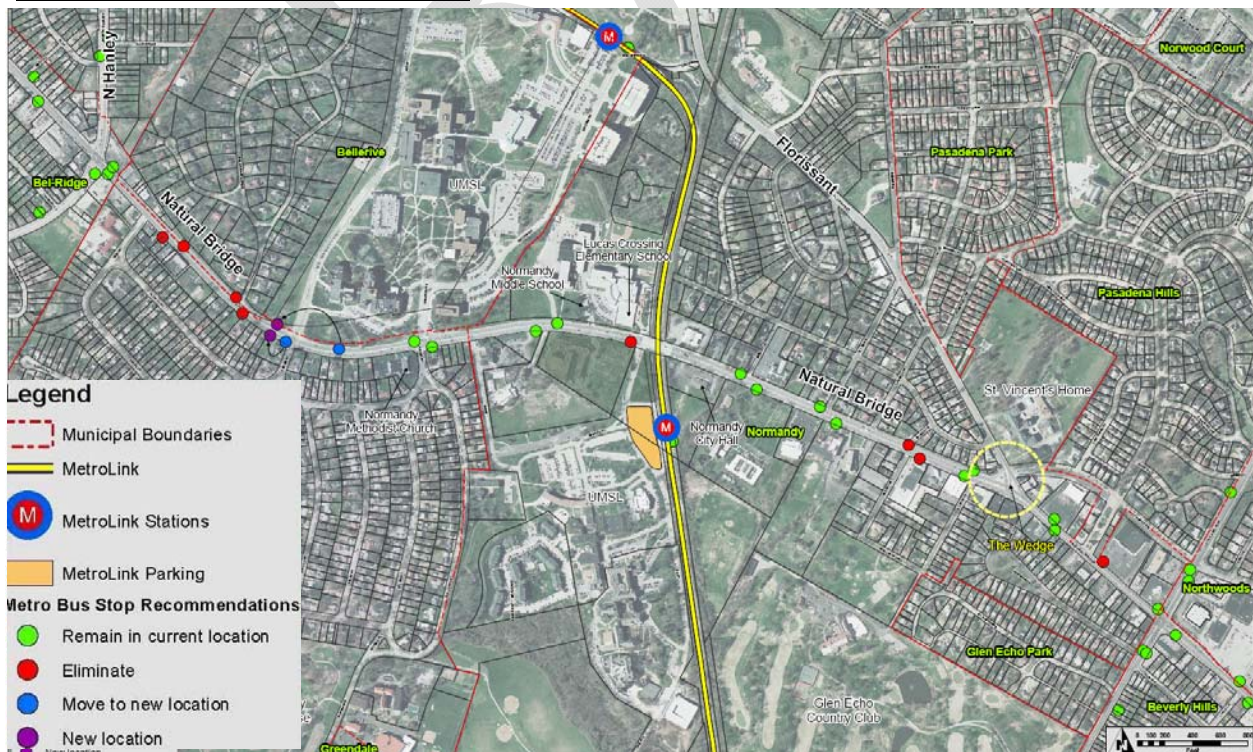 Norwood Court
N Hanley
Florissant
Bellerive
Pasadena Park
Bel-Ridge
UMSL
Natural Bridge
Lucas Crossing
Elementary School
Normandy
Middle School
Pasadena Hills
St. Vincent's Home
Natural Bridge
Legend
Municipal Boundaries
MetroLink
M
MetroLink Stations
MetroLink Parking
Metro Bus Stop Recommendations
Remain in current location
Eliminate
Move to new location
New location
New location
Normandy
Methodist Church
M
Normandy
City Hall
Normandy
UMSL
The Wedge
Northwoods
Glen Echo Park
Glen Echo
Country Club
Beverly Hills
Greendale
M